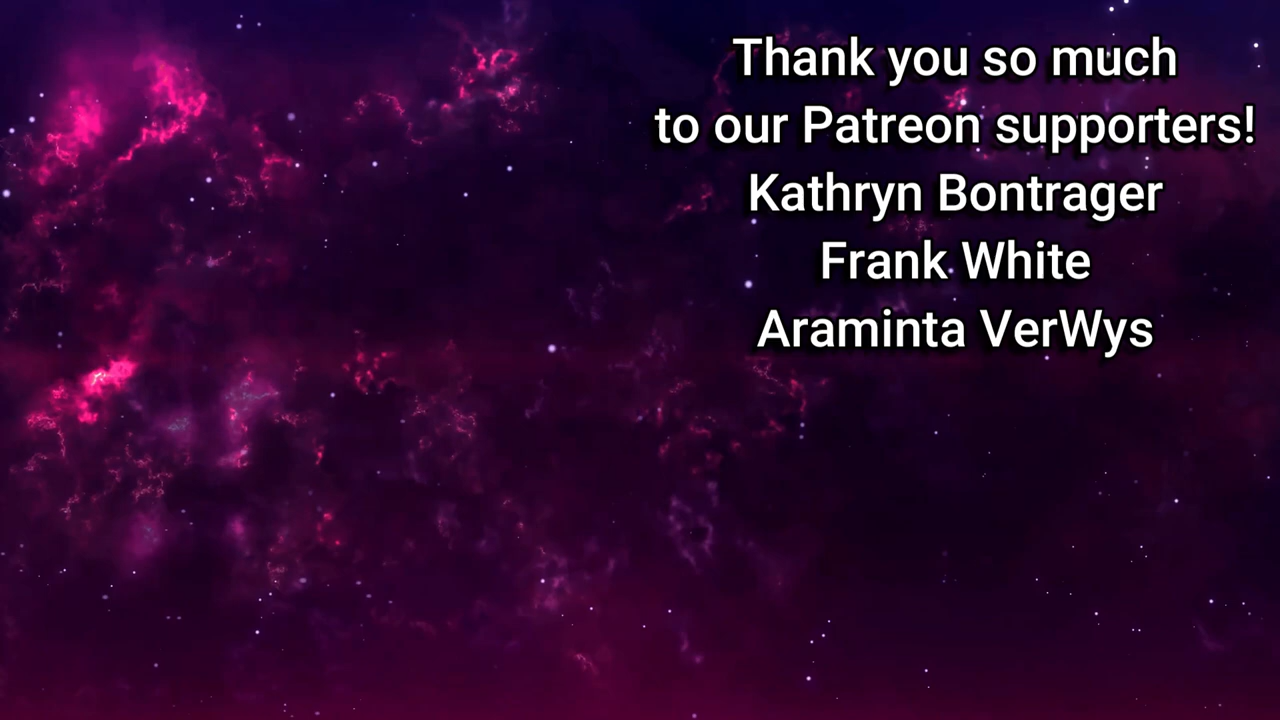 Thank you so much
to our Patreon supporters!
Kathryn Bontrager
Frank White
Araminta VerWys